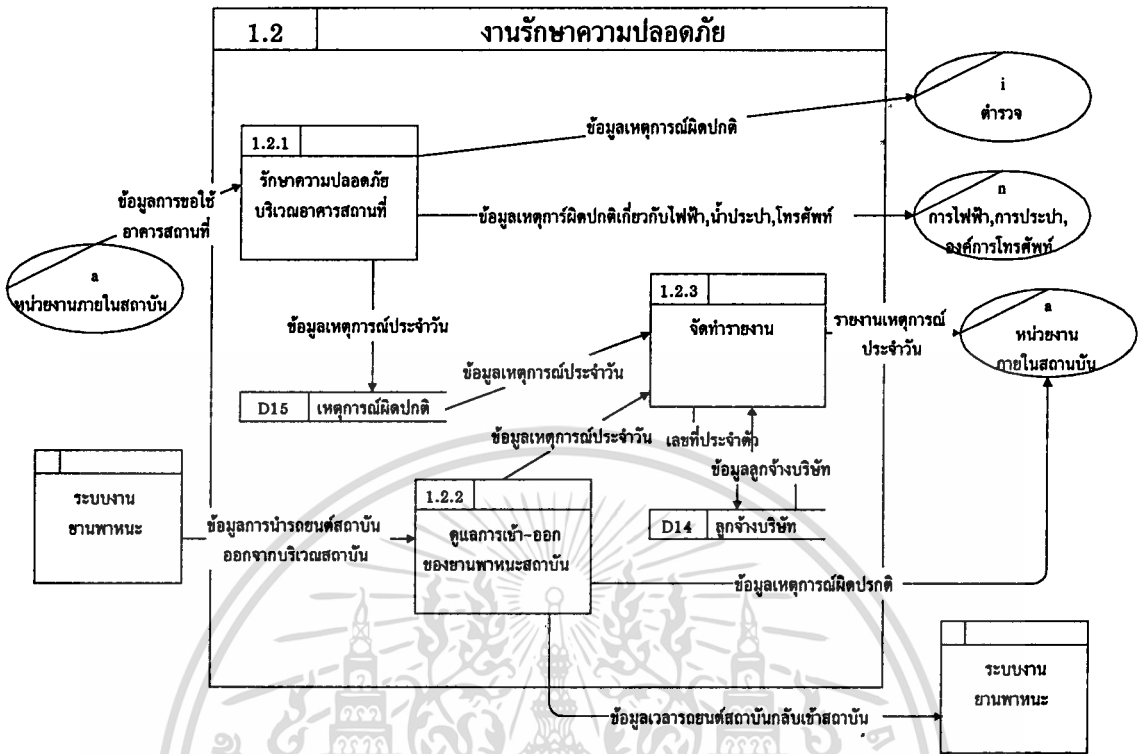 1.2 งานรักษาความปลอดภัย
i
ตำรวจ
ข้อมูลเหตุการณ์ผิดปกติ
1.2.1
รักษาความปลอดภัย
บริเวณอาคารสถานที่
ข้อมูลการขอใช้
อาคารสถานที่
n
การไฟฟ้า,การประปา,
องค์การโทรศัพท์
ข้อมูลเหตุการ์ผิดปกติเกี่ยวกับไฟฟ้า,น้ำประปา,โทรศัพท์
a
หน่วยงานภายในสถาบัน
1.2.3
จัดทำรายงาน
รายงานเหตุการณ์
ประจำวัน
a
หน่วยงาน
ภายในสถานบัน
ข้อมูลเหตุการณ์ประจำวัน
ข้อมูลเหตุการณ์ประจำวัน
D15 เหตุการณ์ผิดปกติ
ข้อมูลเหตุการณ์ประจำวัน
เลขที่ประจำตัว
ข้อมูลลูกจ้างบริษัท
ระบบงาน
ยานพาหนะ
1.2.2
ดูแลการเข้า-ออก
ของยานพาหนะสถาบัน
ข้อมูลการนำรถยนต์สถาบัน
ออกจากบริเวณสถาบัน
D14 ลูกจ้างบริษัท
ข้อมูลเหตุการณ์ผิดปรกติ
ระบบงาน
ยานพาหนะ
ข้อมูลเวลารถยนต์สถาบันกลับเข้าสถาบัน